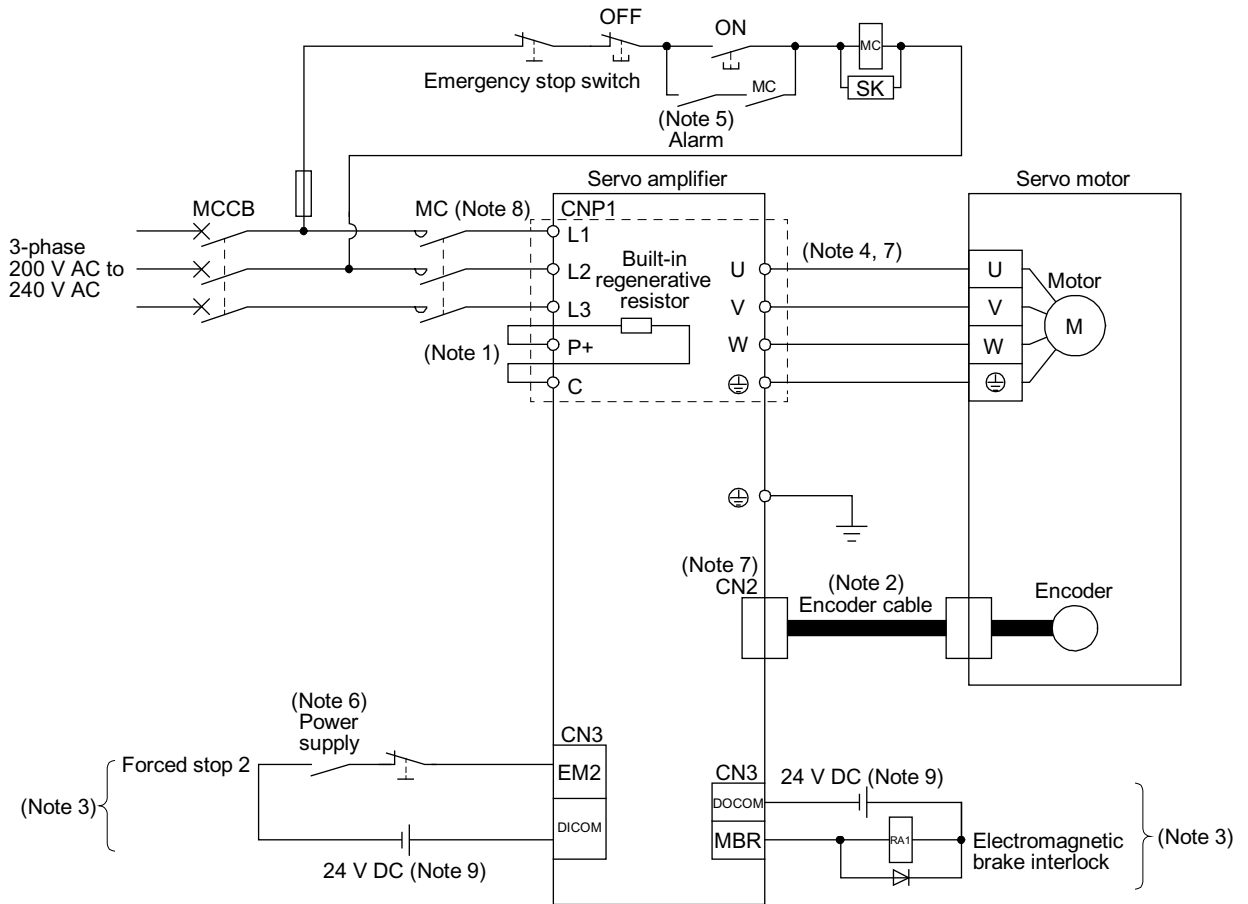 OFF
ON
MC
Emergency stop switch
SK
MC
(Note 5)
Alarm
Servo amplifier
Servo motor
MCCB
MC (Note 8)
CNP1
L1
3-phase
200 V AC to
240 V AC
Built-in
regenerative
resistor
(Note 4, 7)
L2
U
U
Motor
L3
V
V
M
(Note 1)
P+
W
W
C
(Note 7)
CN2
(Note 2)
Encoder cable
Encoder
(Note 6)
Power
supply
CN3
Forced stop 2
EM2
CN3
24 V DC (Note 9)
(Note 3)
DOCOM
(Note 3)
DICOM
MBR
RA1
Electromagnetic
brake interlock
24 V DC (Note 9)